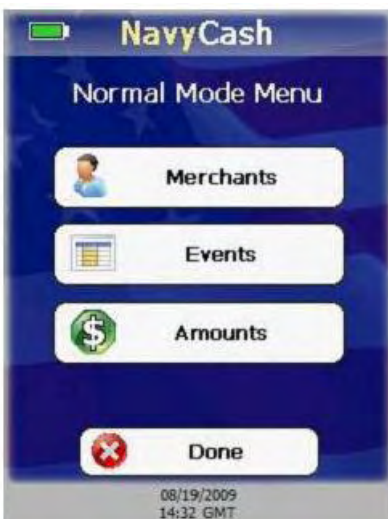 NavyCash
Normal Mode Menu
Merchants
Events
$ Amounts
Done
08/19/2009
14:32 GMT